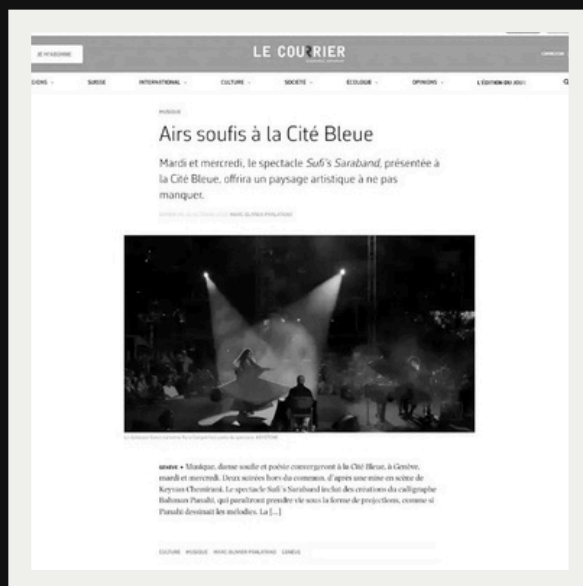 JE M'ABONNE
LE COURRIER
CONNEXION
SUISSE
INTERNATIONAL
CULTURE
SOCIÉTÉ
ÉCOLOGIE
OPINIONS
L'ÉDITION DU JOUR
MUSIQUE
Airs soufis à la Cité Bleue
Mardi et mercredi, le spectacle Sufi's Saraband, présentée à
la Cité Bleue, offrira un paysage artistique à ne pas
manquer.
GENÈVE • Musique, danse soufie et poésie convergeront à la Cité Bleue, à Genève,
mardi et mercredi. Deux soirées hors du commun, d'après une mise en scène de
Keyvan Chemirani. Le spectacle Sufi's Saraband inclut des créations du calligraphe
Bahman Panahi, qui paraîtront prendre vie sous la forme de projections, comme si
Panahi dessinait les mélodies. La [...]
CULTURE MUSIQUE MARC-OLIVIER PARLATANO GENÈVE